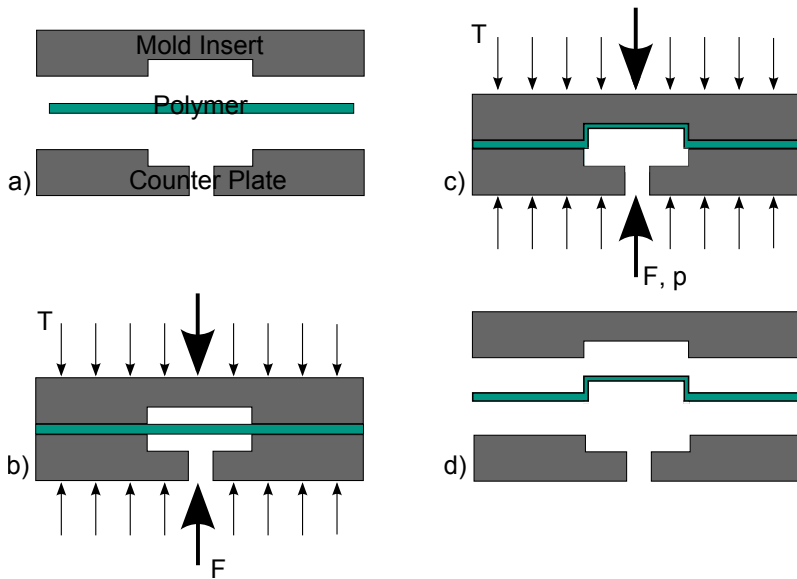 Mold Insert
Polymer
a)
Counter Plate
T
b)
F
T
c)
F, p
d)